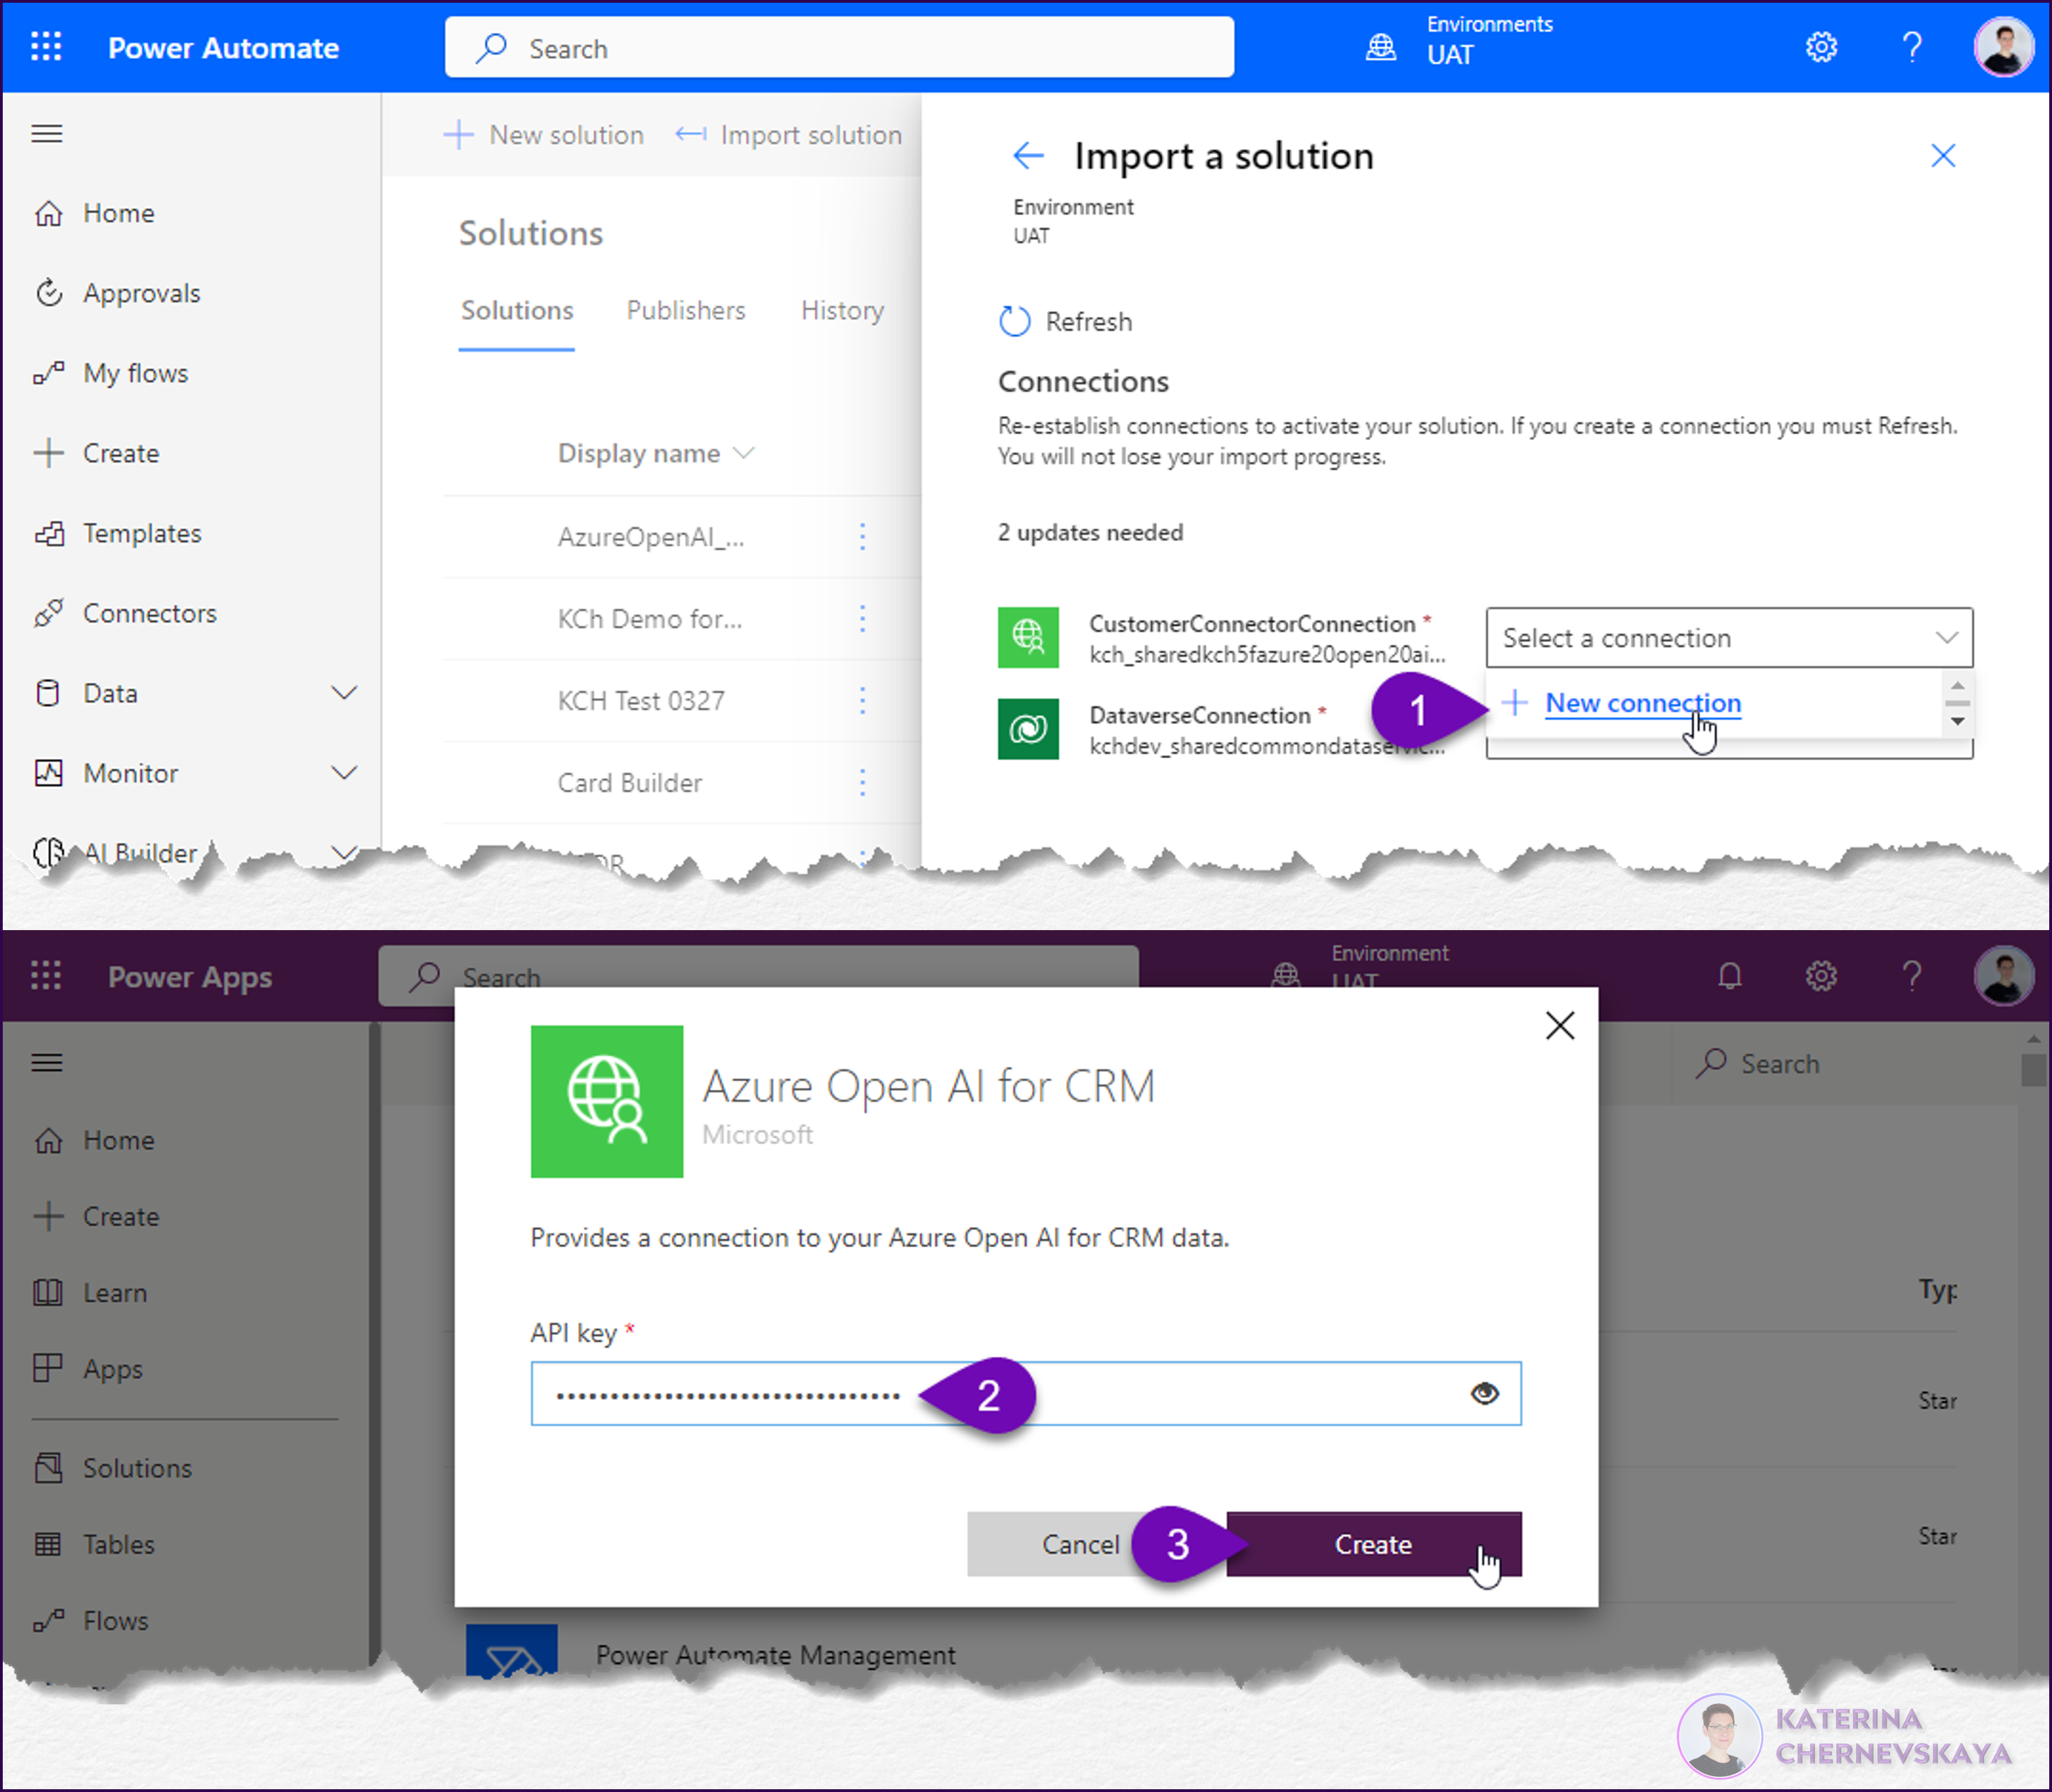 Power Automate
Search
Environments
UAT
New solution
Import solution
Home
Approvals
My flows
Create
Templates
Connectors
Data
Monitor
AI Builder
Solutions
Solutions
Publishers
History
Display name
AzureOpenAI_...
KCh Demo for...
KCH Test 0327
Card Builder
Import a solution
Environment
UAT
Refresh
Connections
Re-establish connections to activate your solution. If you create a connection you must Refresh.
You will not lose your import progress.
2 updates needed
CustomerConnectorConnection *
kch_sharedkch5fazure20open20ai...
Select a connection
1
New connection
DataverseConnection *
kchdev_sharedcommondataservic...
Power Apps
Search
Environment
UAT
Home
Create
Learn
Apps
Solutions
Tables
Flows
Search
Typ
Star
Star
Azure Open AI for CRM
Microsoft
Provides a connection to your Azure Open AI for CRM data.
API key *
2
Cancel
3
Create
Power Automate Management
KATERINA
CHERNEVSKAYA